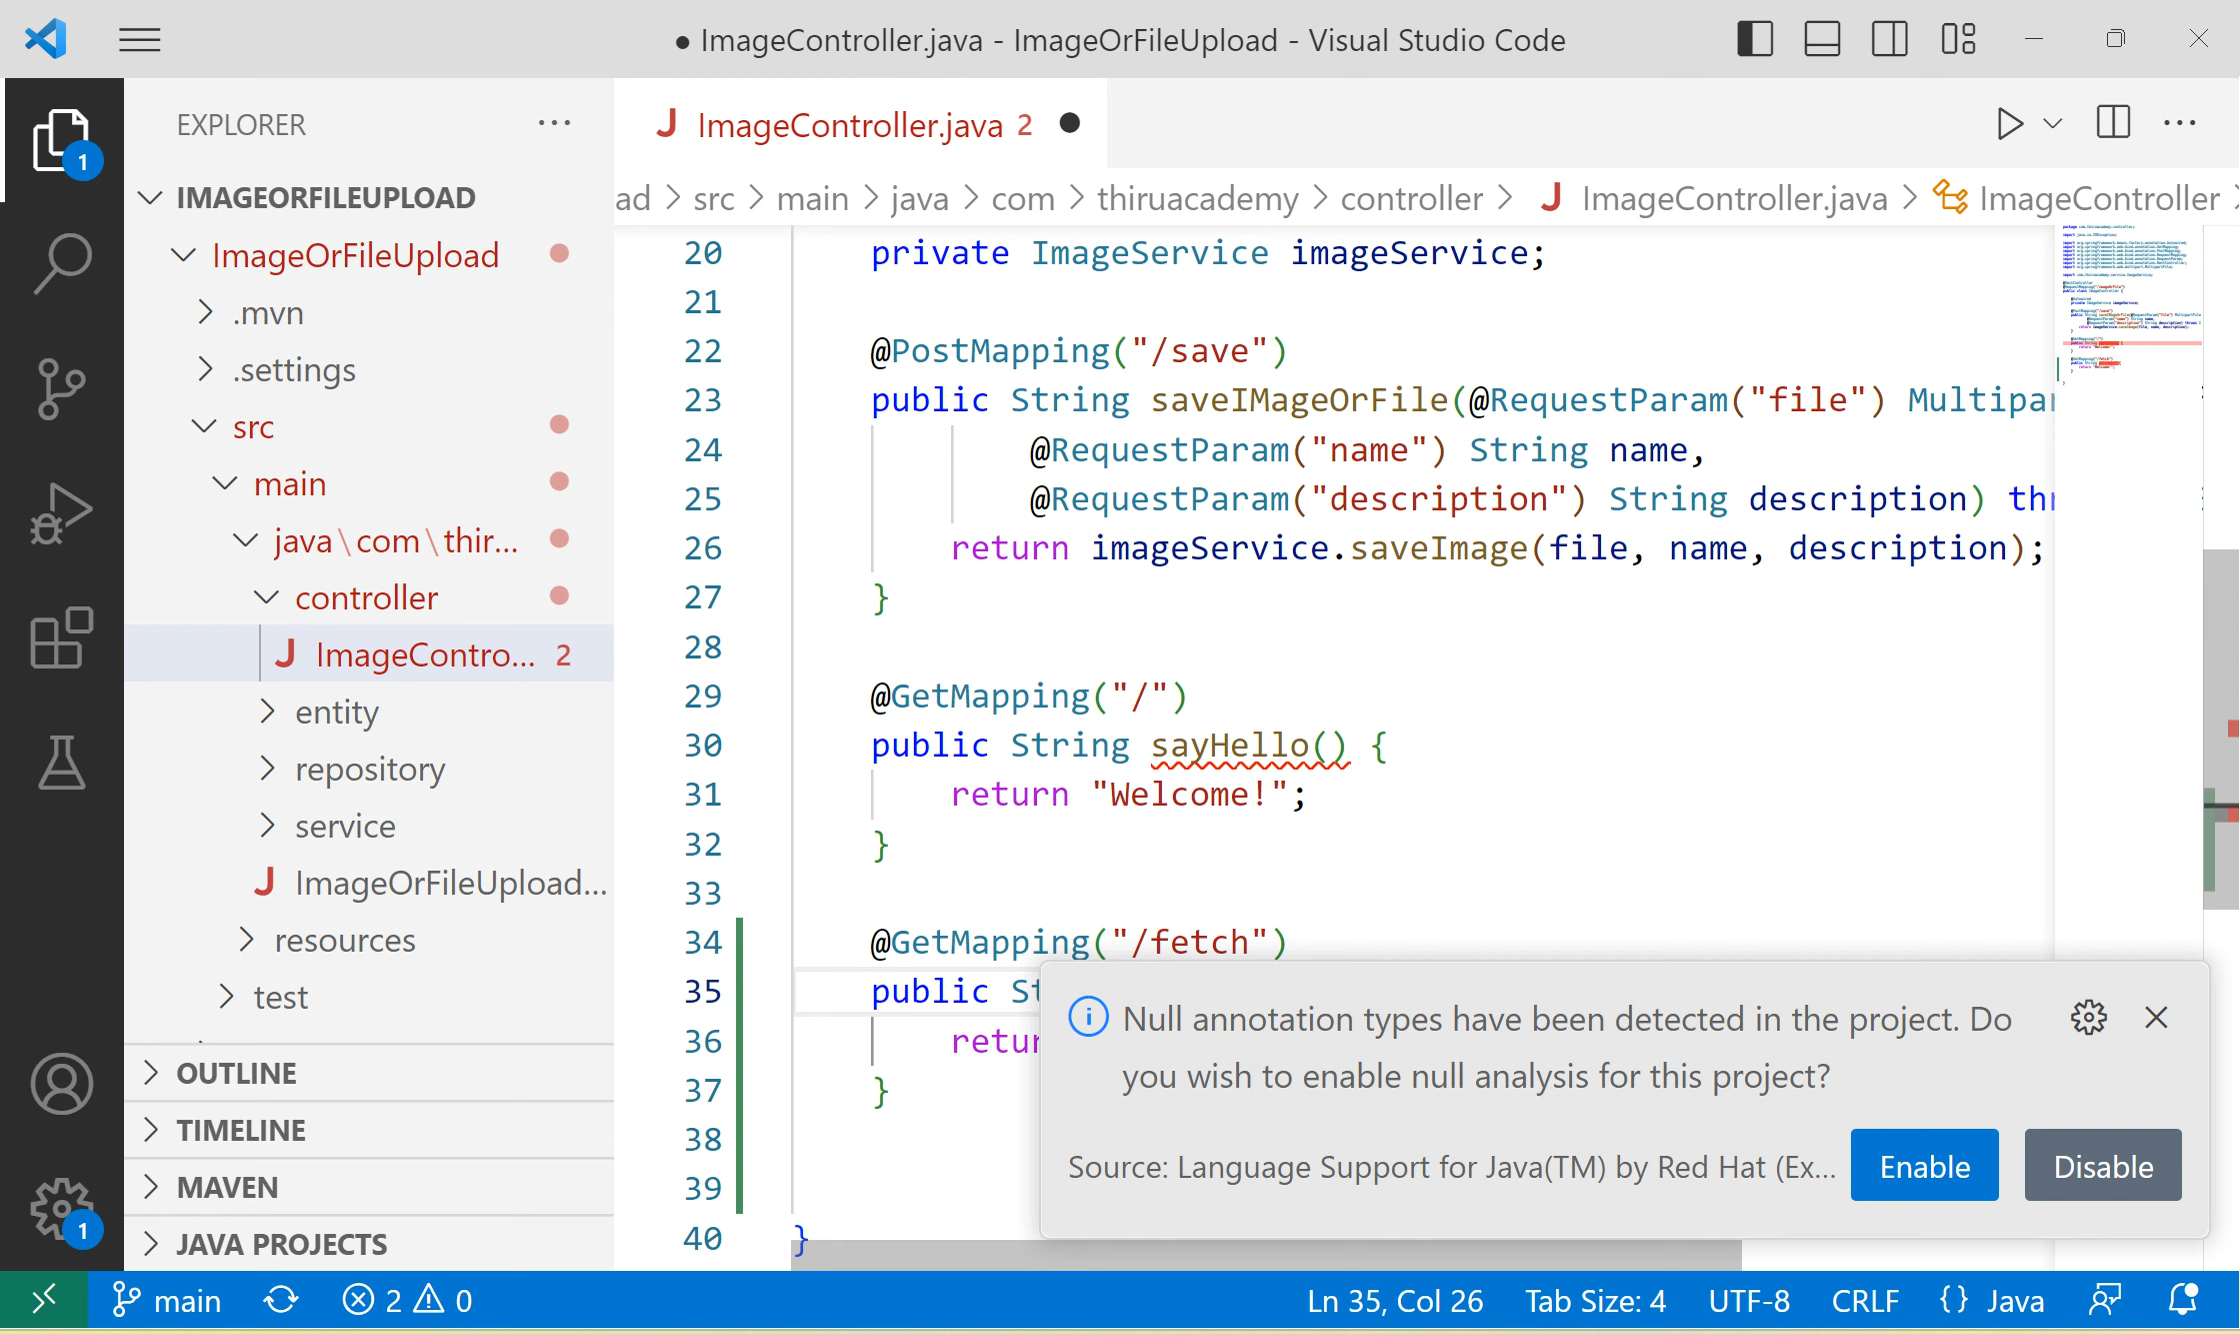 ● ImageController.java - ImageOrFileUpload - Visual Studio Code
EXPLORER
1
IMAGEORFILEUPLOAD
ImageOrFileUpload
.mvn
.settings
src
main
java\com\thir...
controller
J ImageContro... 2
entity
repository
service
J ImageOrFileUpload...
resources
test
OUTLINE
TIMELINE
MAVEN
JAVA PROJECTS
1
J ImageController.java 2
ad > src > main > java > com > thiruacademy > controller > J ImageController.java > ImageController
20 private ImageService imageService;
21
22 @PostMapping("/save")
23 public String saveIMageOrFile(@RequestParam("file") Multipar
24 @RequestParam("name") String name,
25 @RequestParam("description") String description) thr
26 return imageService.saveImage(file, name, description);
27 }
28
29 @GetMapping("/")
30 public String sayHello() {
31 return "Welcome!";
32 }
33
34 @GetMapping("/fetch")
35 public St
36 retur
37 }
38
39
40 }
Null annotation types have been detected in the project. Do
you wish to enable null analysis for this project?
Source: Language Support for Java(TM) by Red Hat (Ex... Enable Disable
main 2 0 Ln 35, Col 26 Tab Size: 4 UTF-8 CRLF {} Java